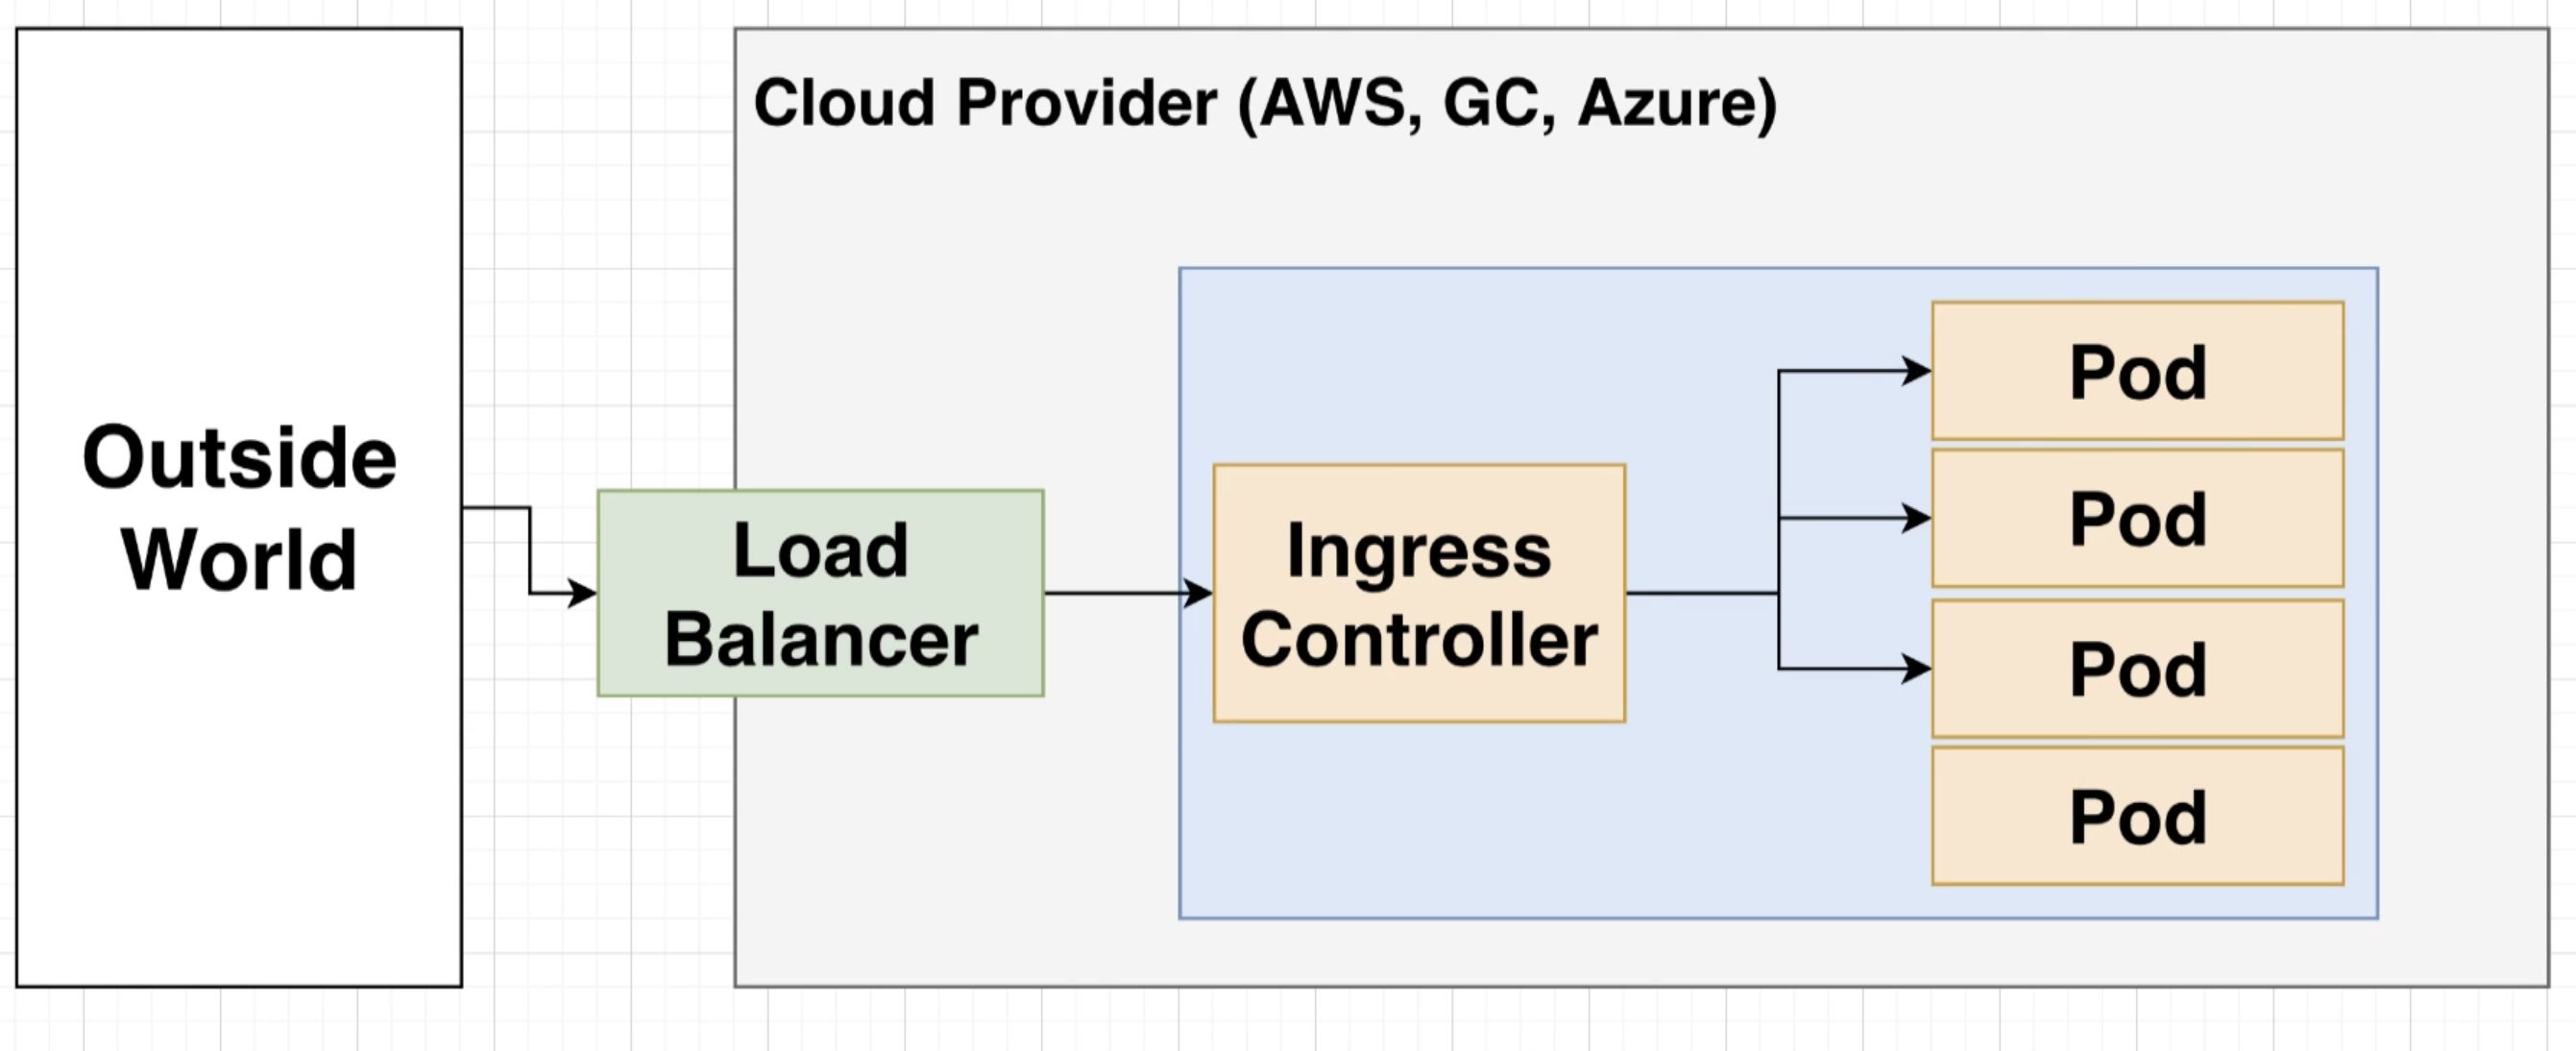 Cloud Provider (AWS, GC, Azure)
Outside
World
Load
Balancer
Ingress
Controller
Pod
Pod
Pod
Pod